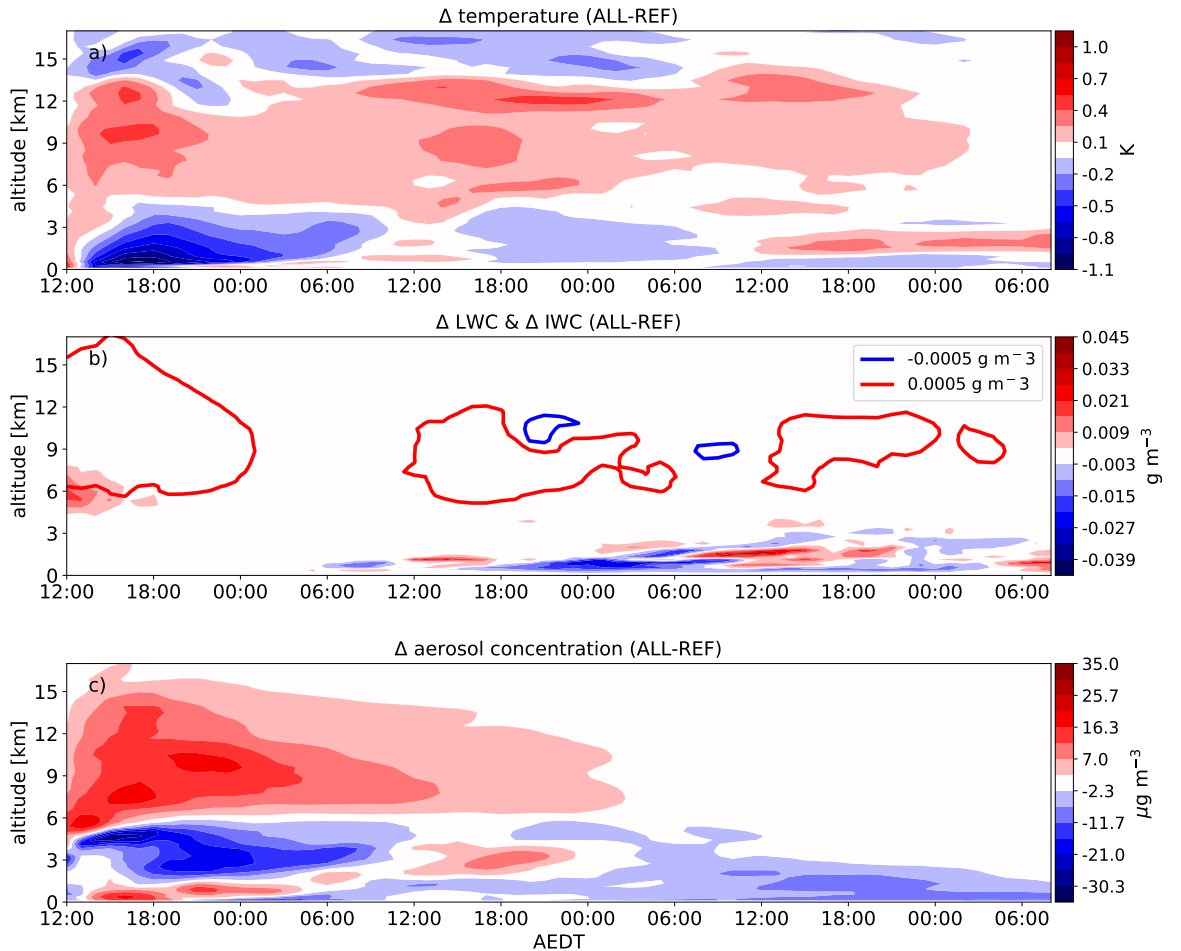 Δ temperature (ALL-REF)
a)
altitude [km]
15
12
9
6
3
0
12:00 18:00 00:00 06:00 12:00 18:00 00:00 06:00 12:00 18:00 00:00 06:00
1.0
0.7
0.4
0.1
-0.2
-0.5
-0.8
-1.1
K
Δ LWC & Δ IWC (ALL-REF)
b)
-0.0005 g m−3
0.0005 g m−3
altitude [km]
15
12
9
6
3
0
12:00 18:00 00:00 06:00 12:00 18:00 00:00 06:00 12:00 18:00 00:00 06:00
0.045
0.033
0.021
0.009
-0.003
-0.015
-0.027
-0.039
g m⁻³
Δ aerosol concentration (ALL-REF)
c)
altitude [km]
15
12
9
6
3
0
12:00 18:00 00:00 06:00 12:00 18:00 00:00 06:00 12:00 18:00 00:00 06:00
AEDT
35.0
25.7
16.3
7.0
-2.3
-11.7
-21.0
-30.3
μg m⁻³